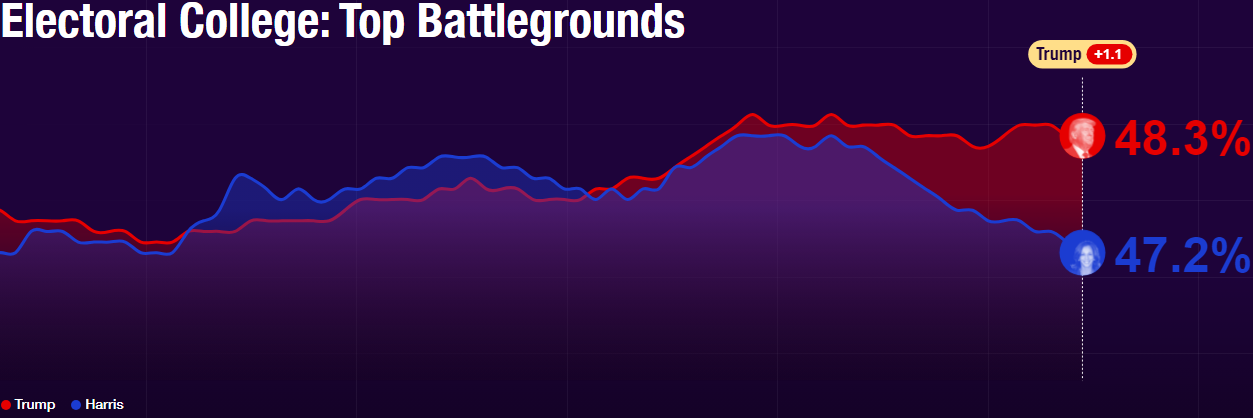 Electoral College: Top Battlegrounds
Trump +1.1
48.3%
47.2%
Trump Harris